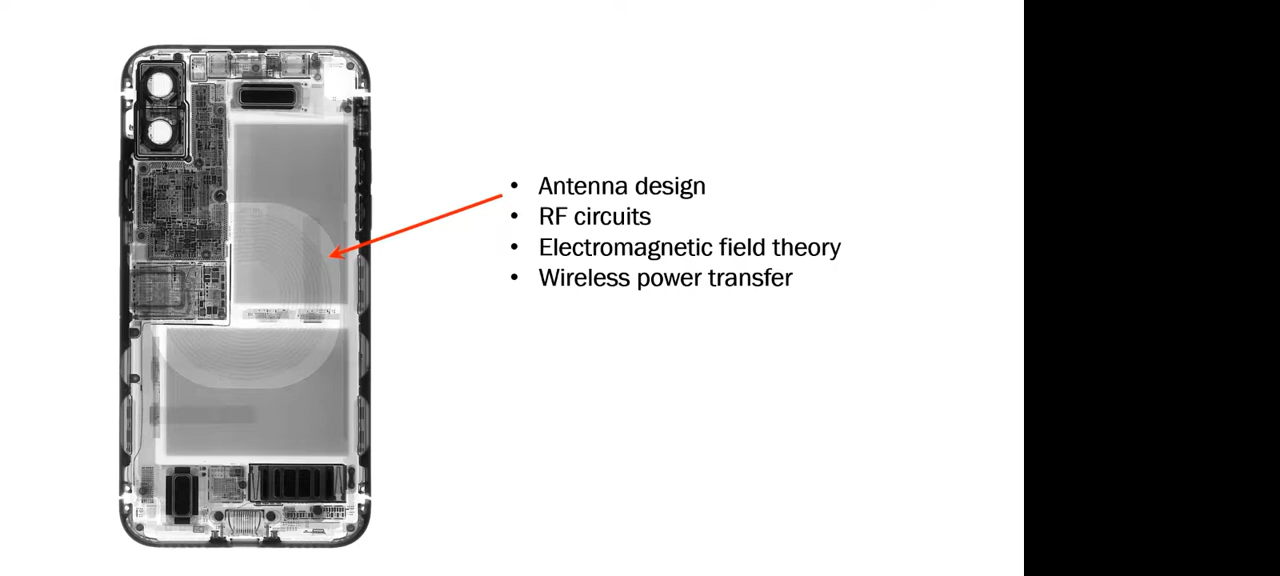 • Antenna design
• RF circuits
• Electromagnetic field theory
• Wireless power transfer